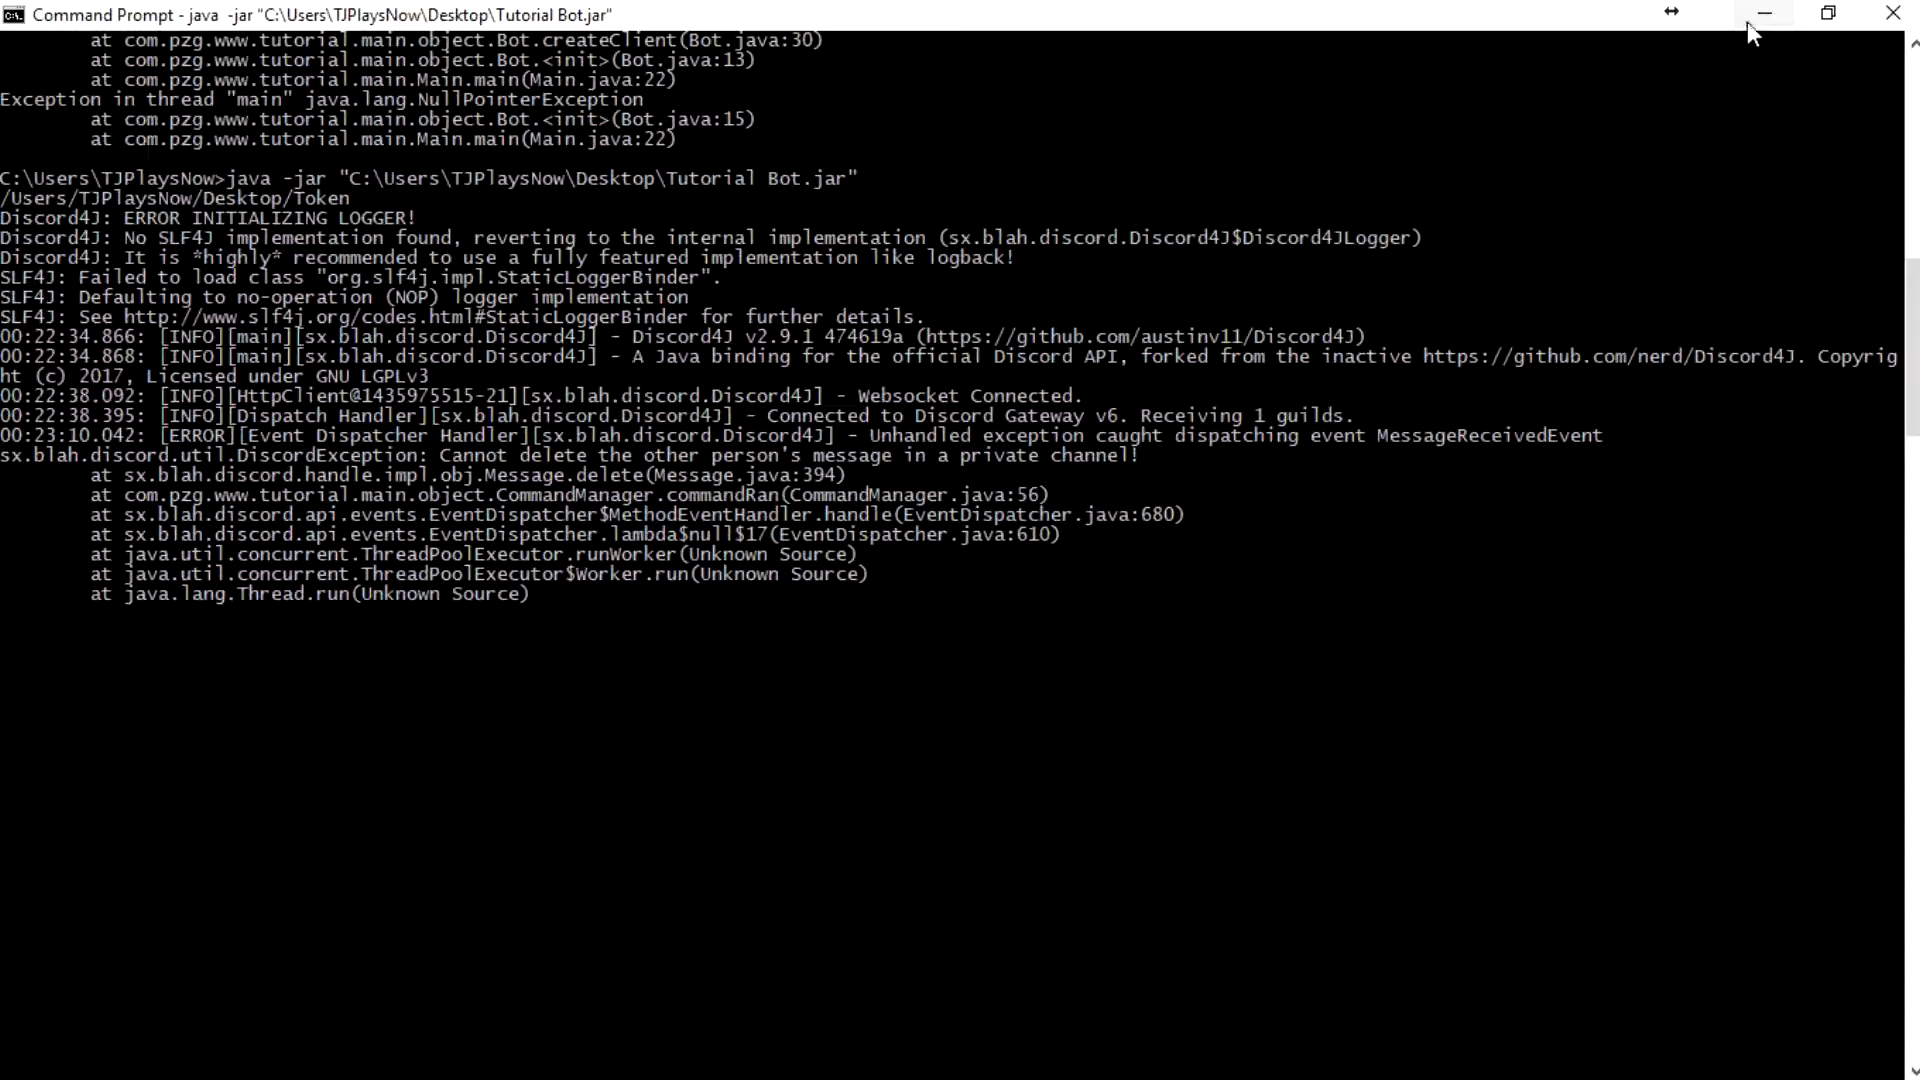 Command Prompt - java  -jar "C:\Users\TJPlaysNow\Desktop\Tutorial Bot.jar"
at com.pzg.www.tutorial.main.object.Bot.createClient(Bot.java:30)
at com.pzg.www.tutorial.main.object.Bot.<init>(Bot.java:13)
at com.pzg.www.tutorial.main.Main.main(Main.java:22)
Exception in thread "main" java.lang.NullPointerException
at com.pzg.www.tutorial.main.object.Bot.<init>(Bot.java:15)
at com.pzg.www.tutorial.main.Main.main(Main.java:22)
C:\Users\TJPlaysNow>java -jar "C:\Users\TJPlaysNow\Desktop\Tutorial Bot.jar"
/Users/TJPlaysNow/Desktop/Token
Discord4J: ERROR INITIALIZING LOGGER!
Discord4J: No SLF4J implementation found, reverting to the internal implementation (sx.blah.discord.Discord4J$Discord4JLogger)
Discord4J: It is *highly* recommended to use a fully featured implementation like logback!
SLF4J: Failed to load class "org.slf4j.impl.StaticLoggerBinder".
SLF4J: Defaulting to no-operation (NOP) logger implementation
SLF4J: See http://www.slf4j.org/codes.html#StaticLoggerBinder for further details.
00:22:34.866: [INFO][main][sx.blah.discord.Discord4J] - Discord4J v2.9.1 474619a (https://github.com/austinv11/Discord4J)
00:22:34.868: [INFO][main][sx.blah.discord.Discord4J] - A Java binding for the official Discord API, forked from the inactive https://github.com/nerd/Discord4J. Copyrig
ht (c) 2017, Licensed under GNU LGPLv3
00:22:38.092: [INFO][HttpClient@1435975515-21][sx.blah.discord.Discord4J] - Websocket Connected.
00:22:38.395: [INFO][Dispatch Handler][sx.blah.discord.Discord4J] - Connected to Discord Gateway v6. Receiving 1 guilds.
00:23:10.042: [ERROR][Event Dispatcher Handler][sx.blah.discord.Discord4J] - Unhandled exception caught dispatching event MessageReceivedEvent
sx.blah.discord.util.DiscordException: Cannot delete the other person's message in a private channel!
at sx.blah.discord.handle.impl.obj.Message.delete(Message.java:394)
at com.pzg.www.tutorial.main.object.CommandManager.commandRan(CommandManager.java:56)
at sx.blah.discord.api.events.EventDispatcher$MethodEventHandler.handle(EventDispatcher.java:680)
at sx.blah.discord.api.events.EventDispatcher.lambda$null$17(EventDispatcher.java:610)
at java.util.concurrent.ThreadPoolExecutor.runWorker(Unknown Source)
at java.util.concurrent.ThreadPoolExecutor$Worker.run(Unknown Source)
at java.lang.Thread.run(Unknown Source)